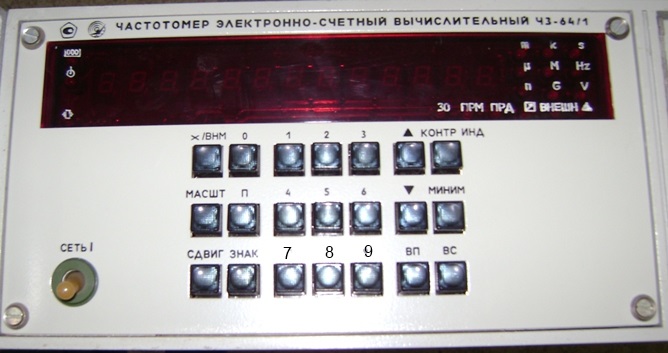 ЧАСТОТОМЕР ЭЛЕКТРОННО-СЧЕТНЫЙ ВЫЧИСЛИТЕЛЬНЫЙ Ч3-64/1
m k s
μ M Hz
n G V
ЗО ПРМ ПРД ВНЕШН
×/ВНМ 0 1 2 3 ▲ КОНТР ИНД
МАСШТ П 4 5 6 ▼ МИНИМ
СЕТЬ I
СДВИГ ЗНАК 7 8 9 ВП ВС